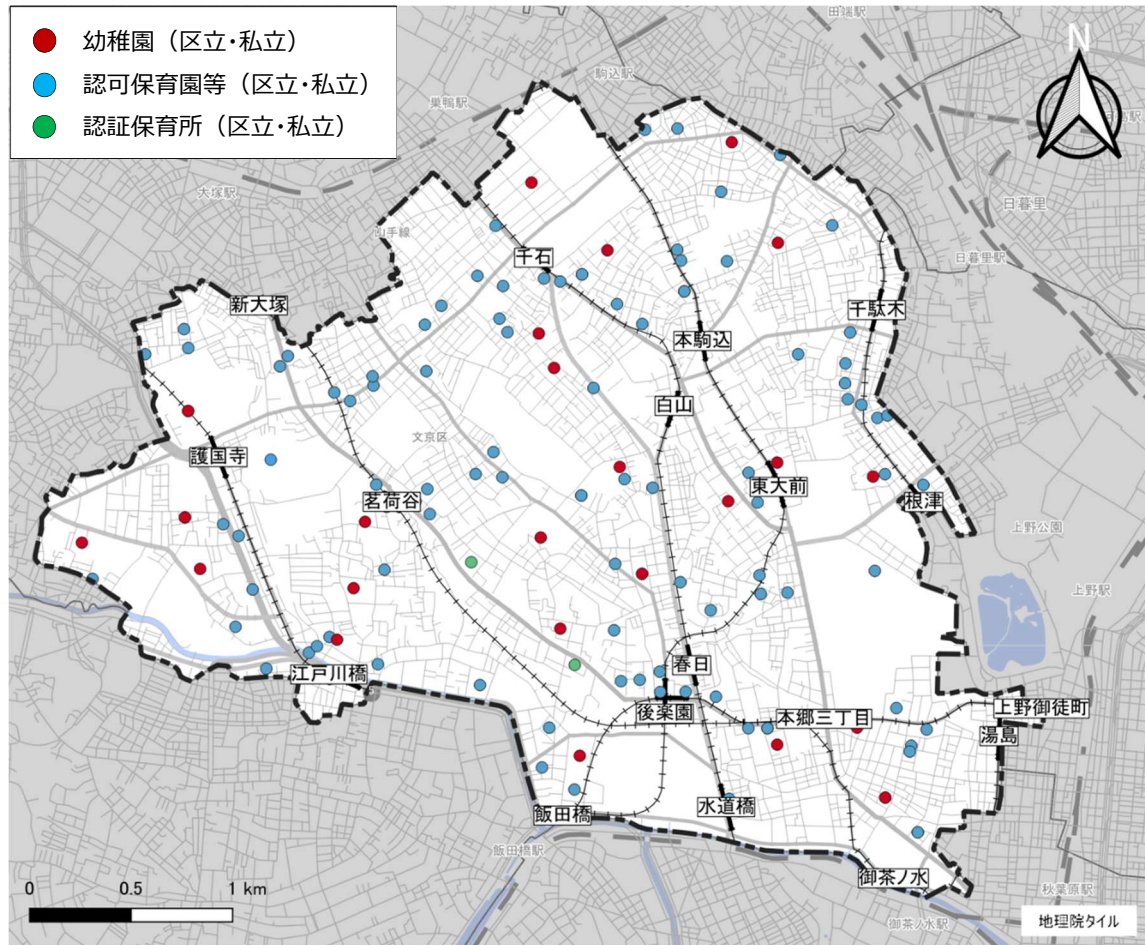 幼稚園（区立・私立）
認可保育園等（区立・私立）
認証保育所（区立・私立）
田端駅
N
駒込駅
巣鴨駅
大塚駅
日暮里
山手線
千石
日暮里駅
新大塚
千駄木
本駒込
白山
文京区
護国寺
東大前
茗荷谷
根津
上野公園
上野駅
春日
江戸川橋
後楽園
本郷三丁目
上野御徒町
湯島
水道橋
飯田橋
飯田橋駅
御茶ノ水
秋葉原駅
御茶ノ水駅
0 0.5 1 km
地理院タイル